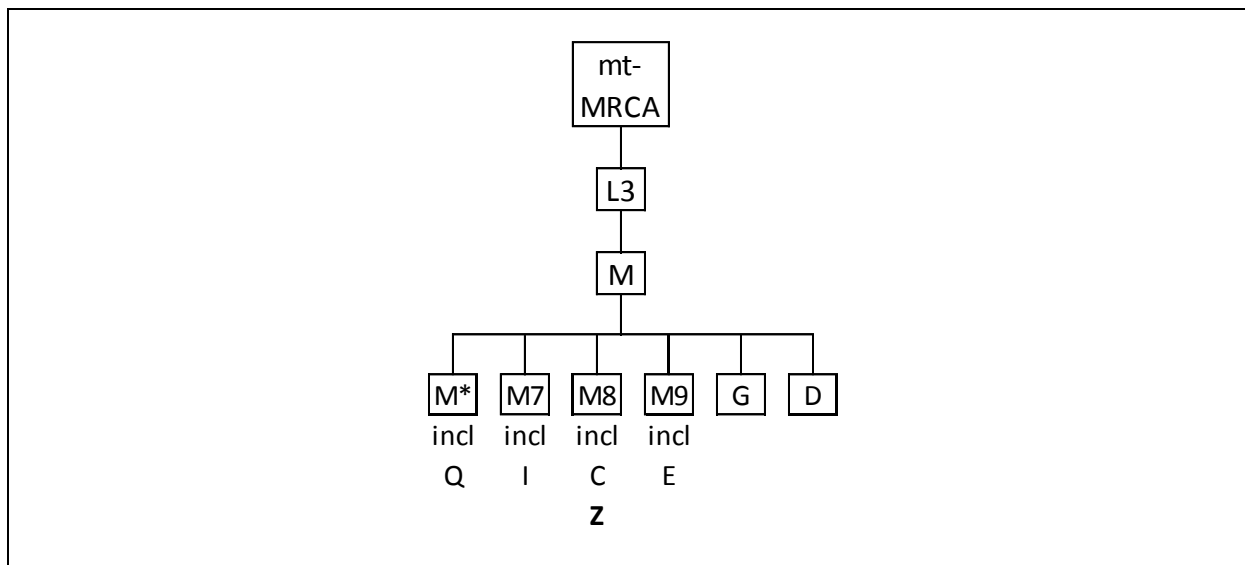 mt-
MRCA
L3
M
M* M7 M8 M9 G D
incl incl incl incl
Q I C E
Z